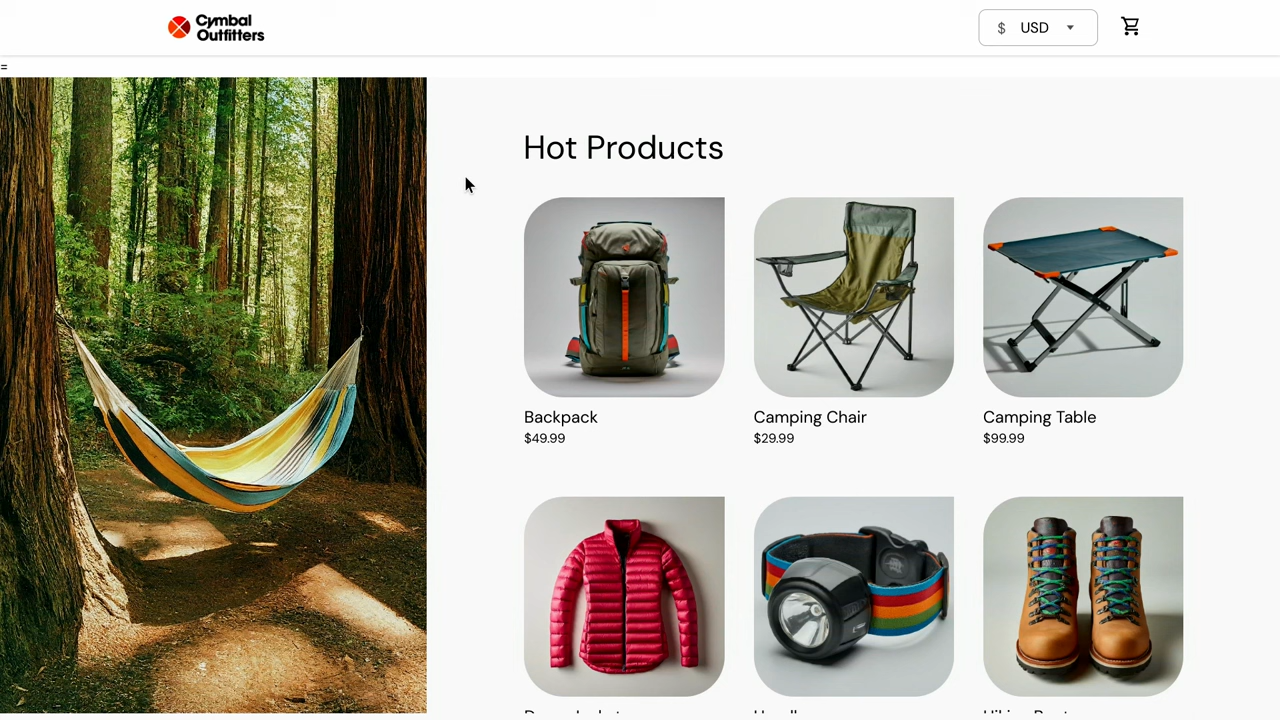 Cymbal
Outfitters
$ USD
=
Hot Products
Backpack
$49.99
Camping Chair
$29.99
Camping Table
$99.99